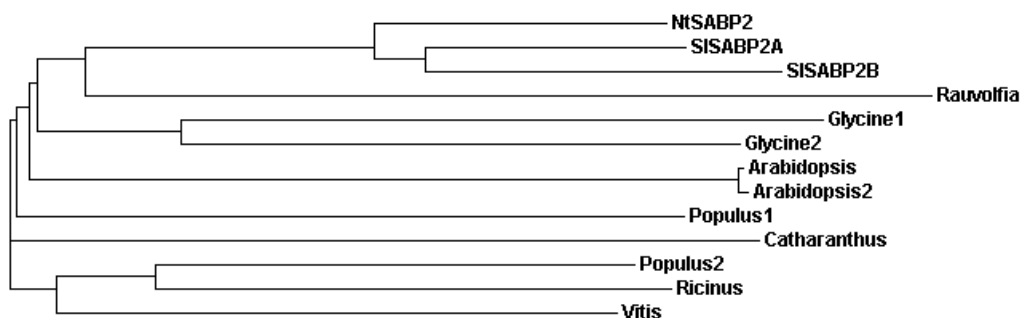 NtSABP2
SlSABP2A
SlSABP2B
Rauvolfia
Glycine1
Glycine2
Arabidopsis
Arabidopsis2
Populus1
Catharanthus
Populus2
Ricinus
Vitis